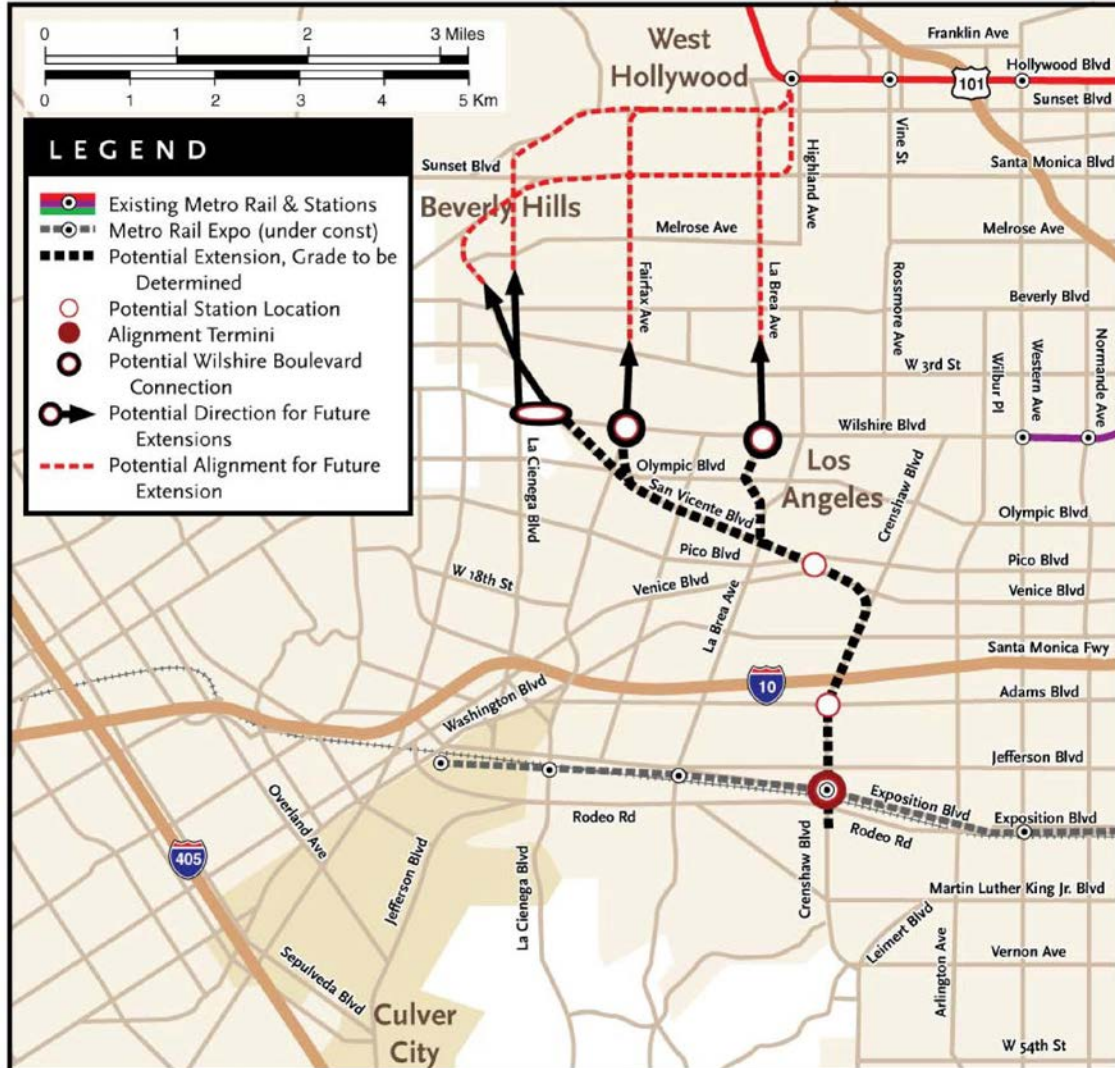 0 1 2 3 Miles
0 1 2 3 4 5 Km
LEGEND
Existing Metro Rail & Stations
Metro Rail Expo (under const)
Potential Extension, Grade to be
Determined
Potential Station Location
Alignment Termini
Potential Wilshire Boulevard
Connection
Potential Direction for Future
Extensions
Potential Alignment for Future
Extension
West
Hollywood
Franklin Ave
Hollywood Blvd
101
Sunset Blvd
Vine St
Highland Ave
Sunset Blvd
Santa Monica Blvd
Beverly Hills
Melrose Ave
Melrose Ave
Fairfax Ave
La Brea Ave
Rossmore Ave
Beverly Blvd
W 3rd St
Wilbur Pl
Western Ave
Normandie Ave
Wilshire Blvd
La Cienega Blvd
Olympic Blvd
San Vicente Blvd
Los
Angeles
Crenshaw Blvd
Olympic Blvd
Pico Blvd
Pico Blvd
W 18th St
Venice Blvd
Venice Blvd
La Brea Ave
Santa Monica Fwy
10
Adams Blvd
Washington Blvd
Jefferson Blvd
Overland Ave
Exposition Blvd
Exposition Blvd
Rodeo Rd
Rodeo Rd
405
Jefferson Blvd
La Cienega Blvd
Crenshaw Blvd
Martin Luther King Jr. Blvd
Leimert Blvd
Arlington Ave
Vernon Ave
Sepulveda Blvd
Culver
City
W 54th St